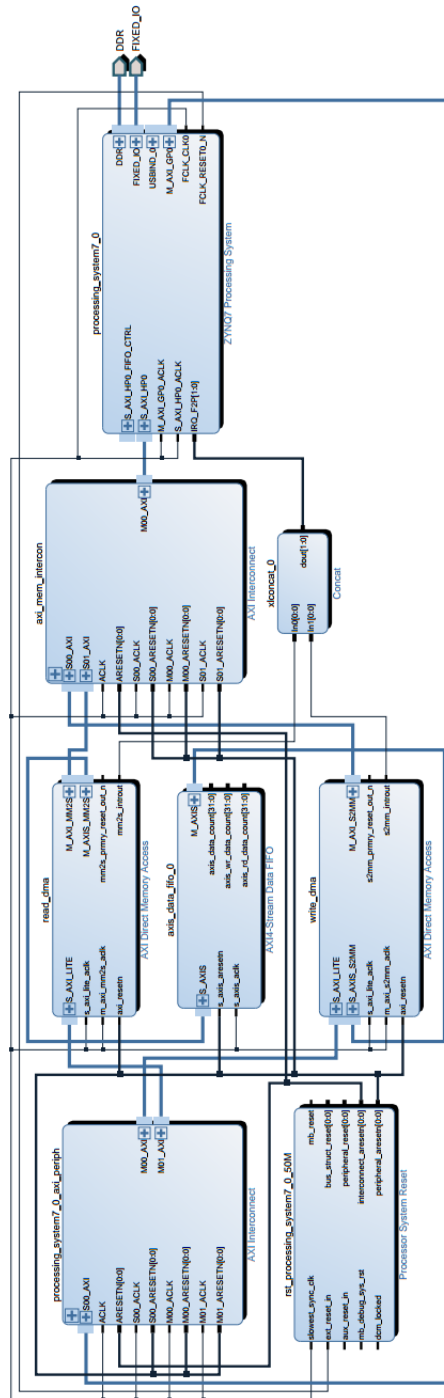 processing_system7_0_axi_periph
S00_AXI
ACLK
ARESETN[0:0]
S00_ACLK
S00_ARESETN[0:0]
M00_ACLK
M00_ARESETN[0:0]
M01_ACLK
M01_ARESETN[0:0]
M00_AXI
M01_AXI
AXI Interconnect
rst_processing_system7_0_50M
slowest_sync_clk
ext_reset_in
aux_reset_in
mb_debug_sys_rst
dcm_locked
mb_reset
bus_struct_reset[0:0]
peripheral_reset[0:0]
interconnect_aresetn[0:0]
peripheral_aresetn[0:0]
Processor System Reset
read_dma
S_AXI_LITE
s_axi_lite_aclk
m_axi_mm2s_aclk
axi_resetn
M_AXI_MM2S
M_AXIS_MM2S
mm2s_prmry_reset_out_n
mm2s_introut
AXI Direct Memory Access
axis_data_fifo_0
S_AXIS
s_axis_aresetn
s_axis_aclk
M_AXIS
axis_data_count[31:0]
axis_wr_data_count[31:0]
axis_rd_data_count[31:0]
AXI4-Stream Data FIFO
write_dma
S_AXI_LITE
S_AXIS_S2MM
s_axi_lite_aclk
m_axi_s2mm_aclk
axi_resetn
M_AXI_S2MM
s2mm_prmry_reset_out_n
s2mm_introut
AXI Direct Memory Access
axi_mem_intercon
S00_AXI
S01_AXI
ACLK
ARESETN[0:0]
S00_ACLK
S00_ARESETN[0:0]
M00_ACLK
M00_ARESETN[0:0]
S01_ACLK
S01_ARESETN[0:0]
M00_AXI
AXI Interconnect
xlconcat_0
In0[0:0]
In1[0:0]
dout[1:0]
Concat
processing_system7_0
S_AXI_HP0_FIFO_CTRL
S_AXI_HP0
M_AXI_GP0_ACLK
S_AXI_HP0_ACLK
IRQ_F2P[1:0]
DDR
FIXED_IO
USBIND_0
M_AXI_GP0
FCLK_CLK0
FCLK_RESET0_N
ZYNQ7 Processing System
DDR
FIXED_IO